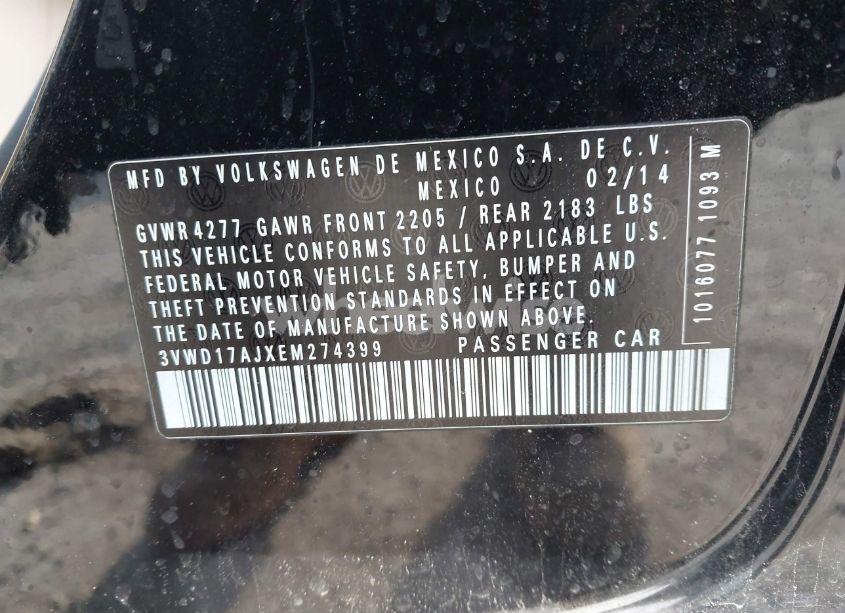 MFD BY VOLKSWAGEN DE MEXICO S.A. DE C.V.
MEXICO 02/14
GVWR4277 GAWR FRONT 2205 / REAR 2183 LBS
THIS VEHICLE CONFORMS TO ALL APPLICABLE U.S.
FEDERAL MOTOR VEHICLE SAFETY, BUMPER AND
THEFT PREVENTION STANDARDS IN EFFECT ON
THE DATE OF MANUFACTURE SHOWN ABOVE.
3VWD17AJXEM274399 PASSENGER CAR
1016077 1093 M